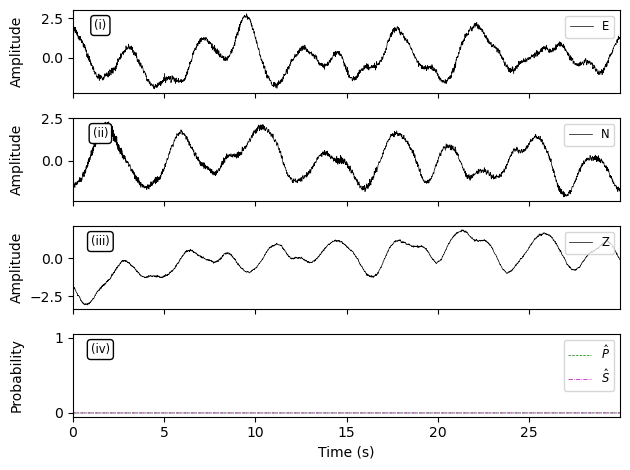 Amplitude
2.5
0.0
(i)
E
Amplitude
2.5
0.0
(ii)
N
Amplitude
0.0
−2.5
(iii)
Z
Probability
1
0
(iv)
P̂
Ŝ
0 5 10 15 20 25
Time (s)